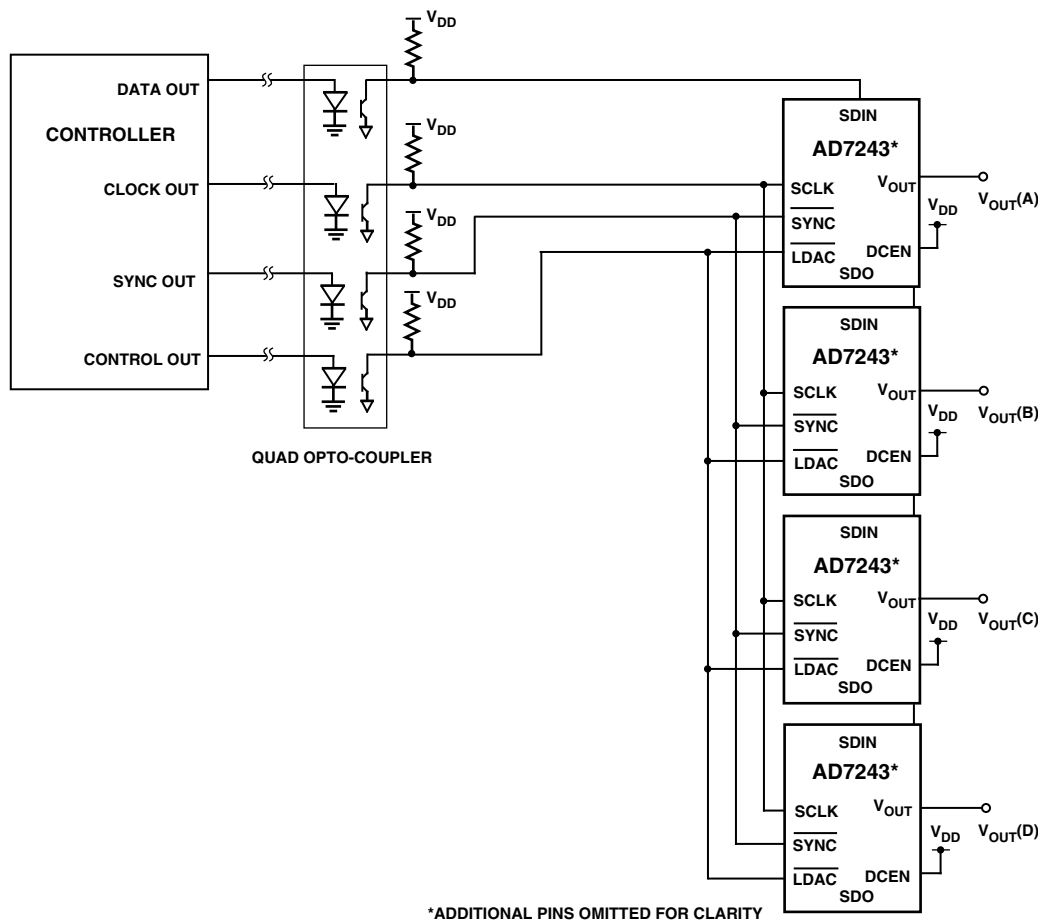 VDD
DATA OUT
CONTROLLER
CLOCK OUT
SYNC OUT
CONTROL OUT
VDD
VDD
VDD
QUAD OPTO-COUPLER
SDIN
AD7243*
SCLK
SYNC
LDAC
SDO
VOUT
DCEN
VDD
VOUT(A)
SDIN
AD7243*
SCLK
SYNC
LDAC
SDO
VOUT
DCEN
VDD
VOUT(B)
SDIN
AD7243*
SCLK
SYNC
LDAC
SDO
VOUT
DCEN
VDD
VOUT(C)
SDIN
AD7243*
SCLK
SYNC
LDAC
SDO
VOUT
DCEN
VDD
VOUT(D)
*ADDITIONAL PINS OMITTED FOR CLARITY